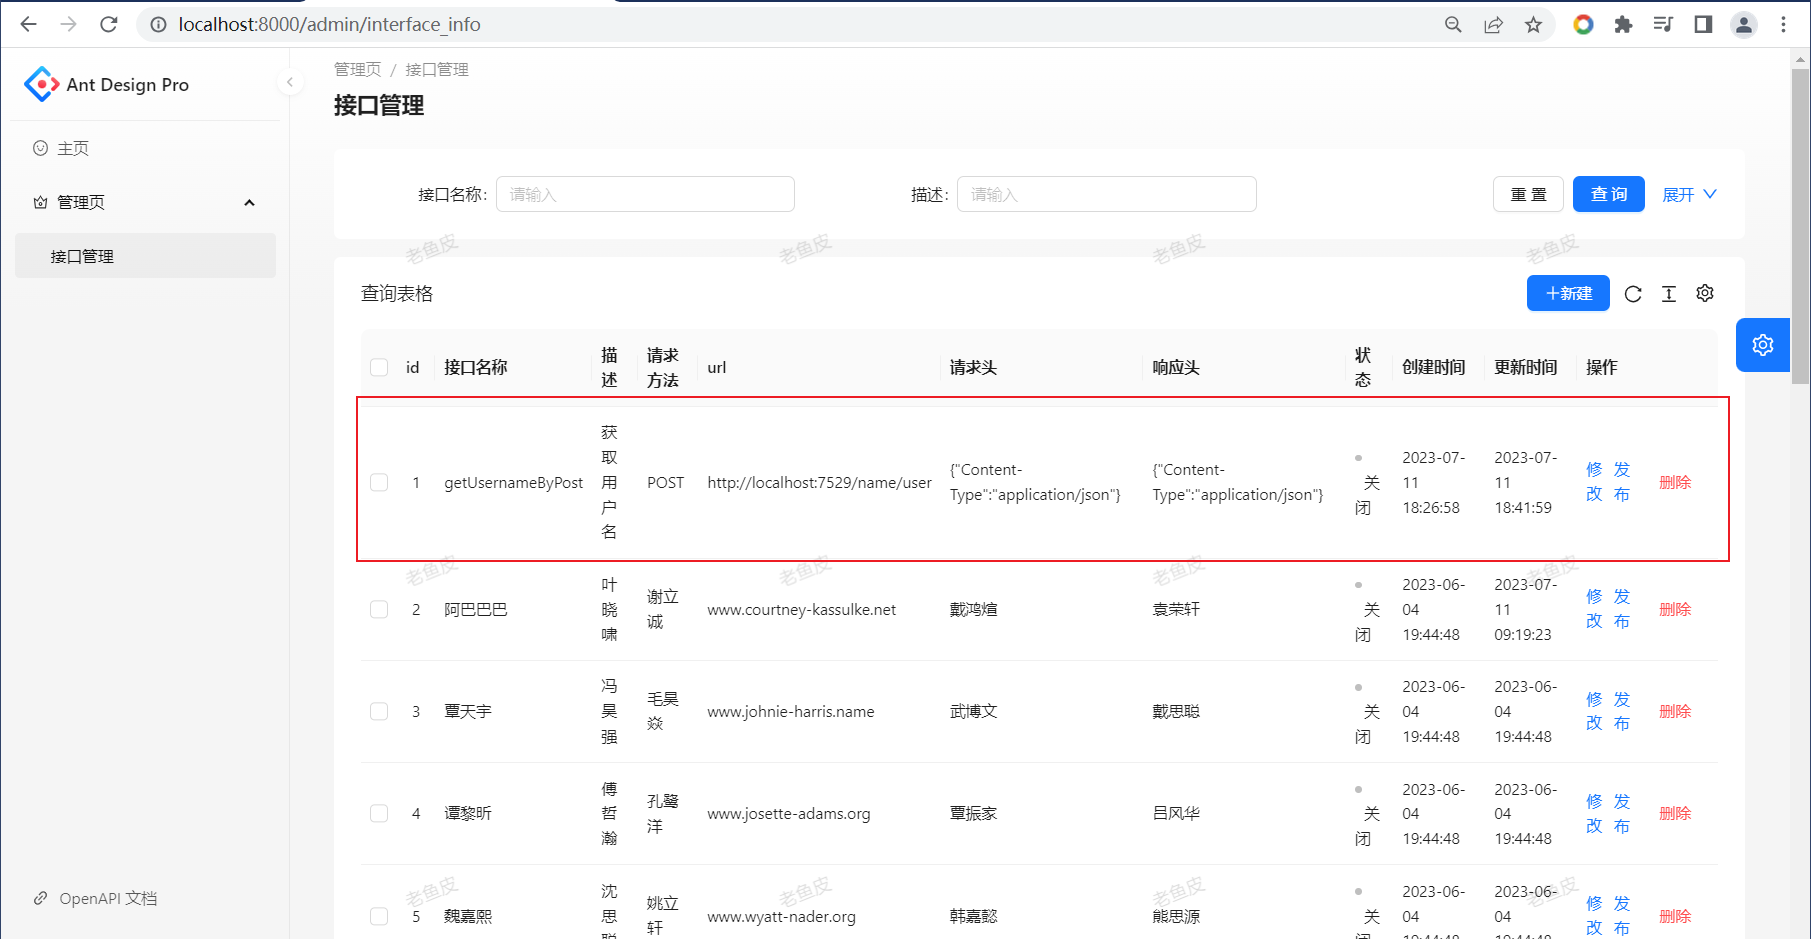 localhost:8000/admin/interface_info
Ant Design Pro
主页
管理页
接口管理
OpenAPI 文档
管理页 / 接口管理
接口管理
接口名称: 请输入
描述: 请输入
重 置
查 询
展开
查询表格
+新建
id 接口名称 描述 请求方法 url 请求头 响应头 状态 创建时间 更新时间 操作
1 getUsernameByPost 获取用户名 POST http://localhost:7529/name/user {"Content-Type":"application/json"} {"Content-Type":"application/json"} 关闭 2023-07-11 18:26:58 2023-07-11 18:41:59 修改 发布 删除
2 阿巴巴巴 叶晓啸 谢立诚 www.courtney-kassulke.net 戴鸿煊 袁荣轩 关闭 2023-06-04 19:44:48 2023-07-11 09:19:23 修改 发布 删除
3 覃天宇 冯昊强 毛昊焱 www.johnie-harris.name 武博文 戴思聪 关闭 2023-06-04 19:44:48 2023-06-04 19:44:48 修改 发布 删除
4 谭黎昕 傅哲瀚 孔鹭洋 www.josette-adams.org 覃振家 吕风华 关闭 2023-06-04 19:44:48 2023-06-04 19:44:48 修改 发布 删除
5 魏嘉熙 沈思聪 姚立轩 www.wyatt-nader.org 韩嘉懿 熊思源 关闭 2023-06-04 19:44:48 2023-06-04 19:44:48 修改 发布 删除
老鱼皮
老鱼皮
老鱼皮
老鱼皮
老鱼皮
老鱼皮
老鱼皮
老鱼皮
老鱼皮
老鱼皮
老鱼皮
老鱼皮